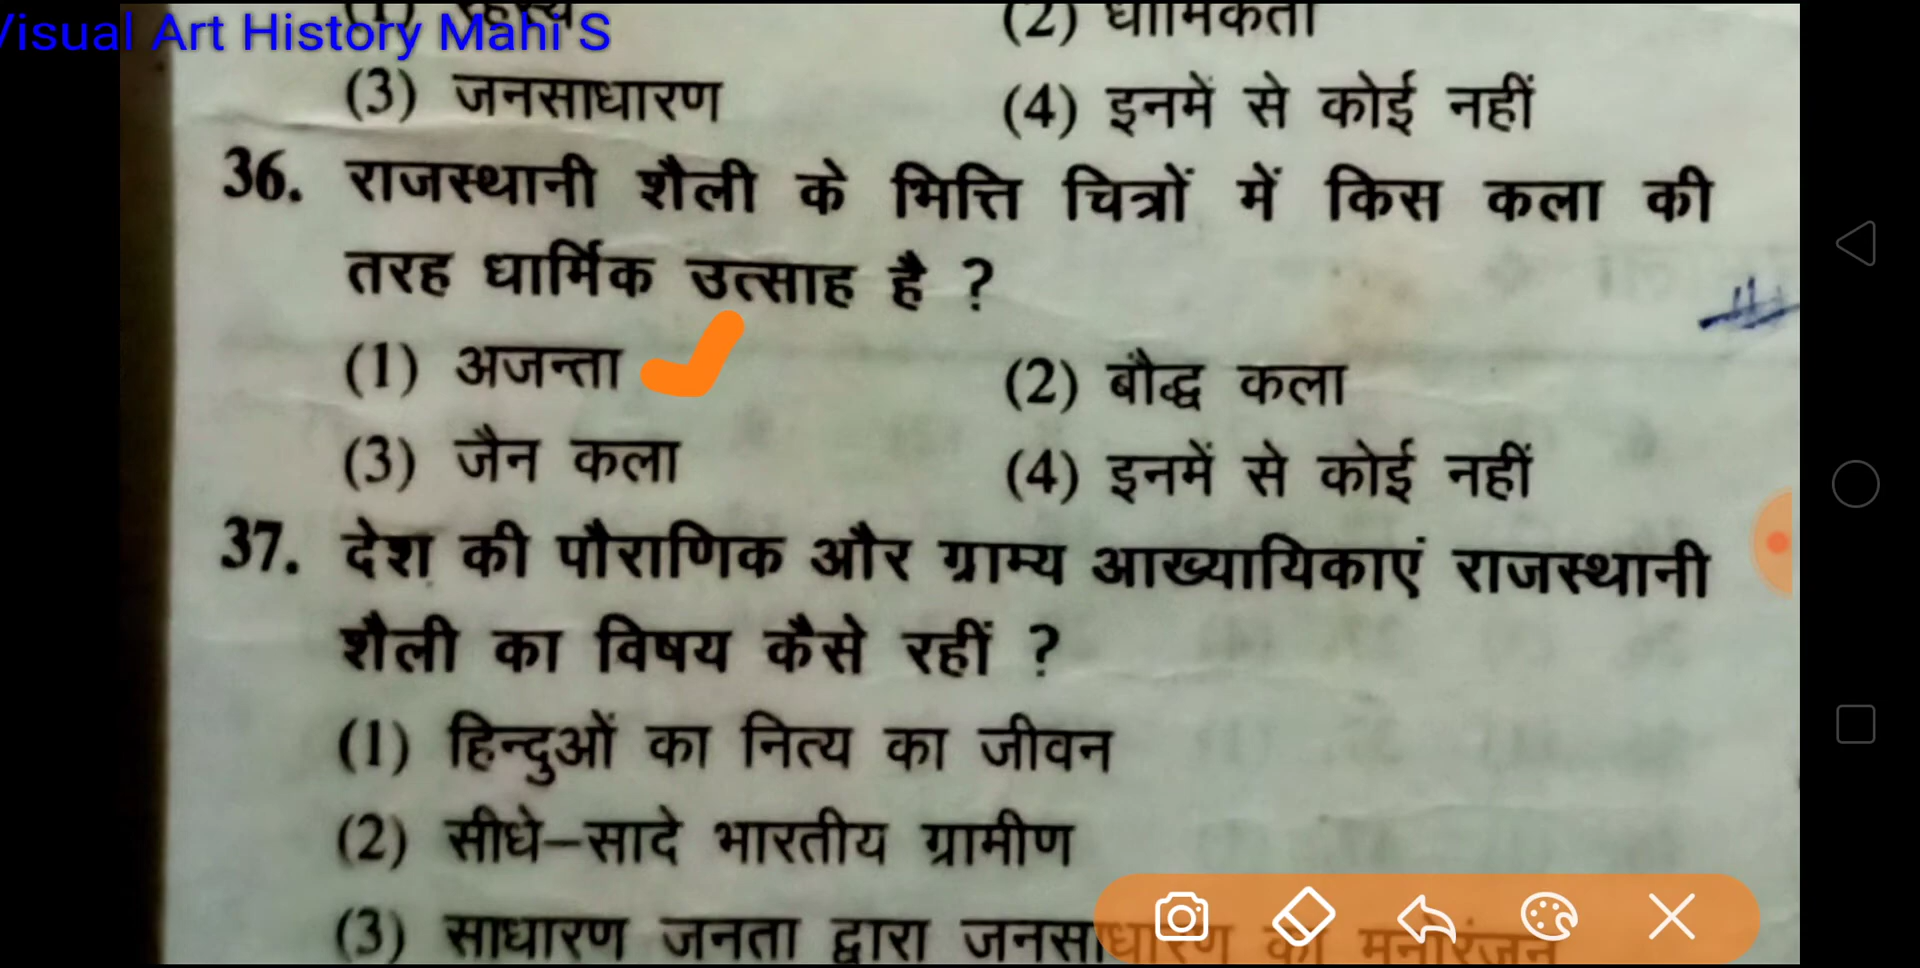 Visual Art History Mahi'S
(1) रहस्य (2) धार्मिकता
(3) जनसाधारण (4) इनमें से कोई नहीं
36. राजस्थानी शैली के भित्ति चित्रों में किस कला की
तरह धार्मिक उत्साह है ?
(1) अजन्ता (2) बौद्ध कला
(3) जैन कला (4) इनमें से कोई नहीं
37. देश की पौराणिक और ग्राम्य आख्यायिकाएं राजस्थानी
शैली का विषय कैसे रहीं ?
(1) हिन्दुओं का नित्य का जीवन
(2) सीधे-सादे भारतीय ग्रामीण
(3) साधारण जनता द्वारा जनसाधारण का मनोरंजन